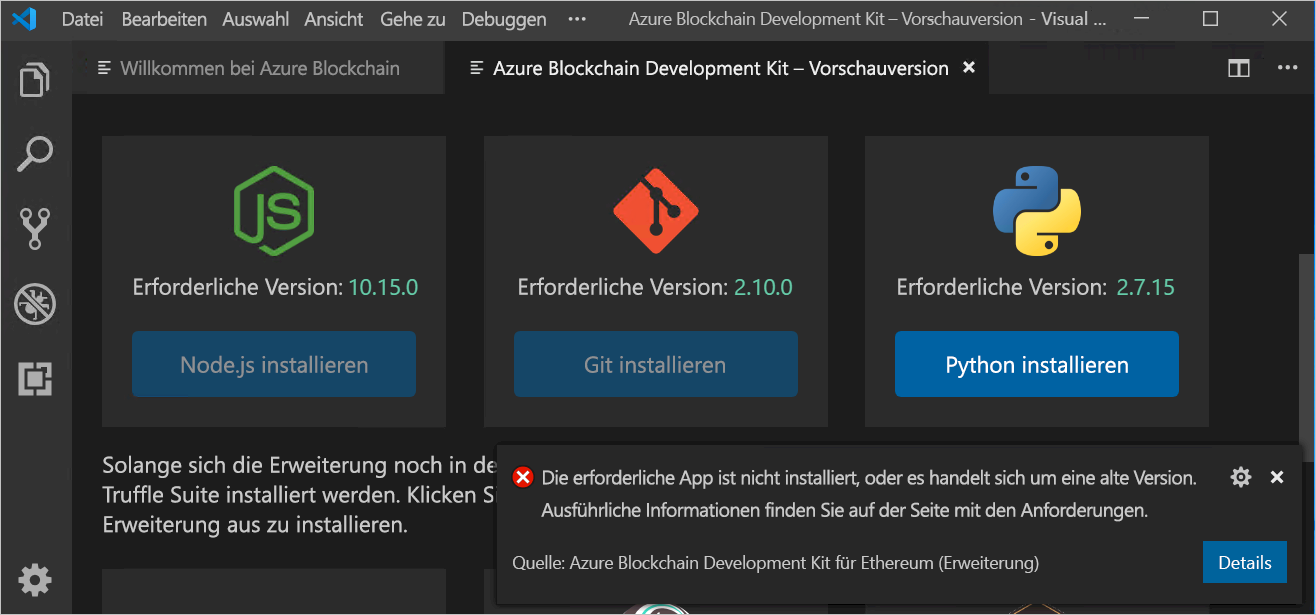 Datei Bearbeiten Auswahl Ansicht Gehe zu Debuggen ··· Azure Blockchain Development Kit – Vorschauversion - Visual ...
Willkommen bei Azure Blockchain
Azure Blockchain Development Kit – Vorschauversion
JS
Erforderliche Version: 10.15.0
Node.js installieren
Erforderliche Version: 2.10.0
Git installieren
Erforderliche Version: 2.7.15
Python installieren
Solange sich die Erweiterung noch in de
Truffle Suite installiert werden. Klicken Si
Erweiterung aus zu installieren.
Die erforderliche App ist nicht installiert, oder es handelt sich um eine alte Version.
Ausführliche Informationen finden Sie auf der Seite mit den Anforderungen.
Quelle: Azure Blockchain Development Kit für Ethereum (Erweiterung)
Details